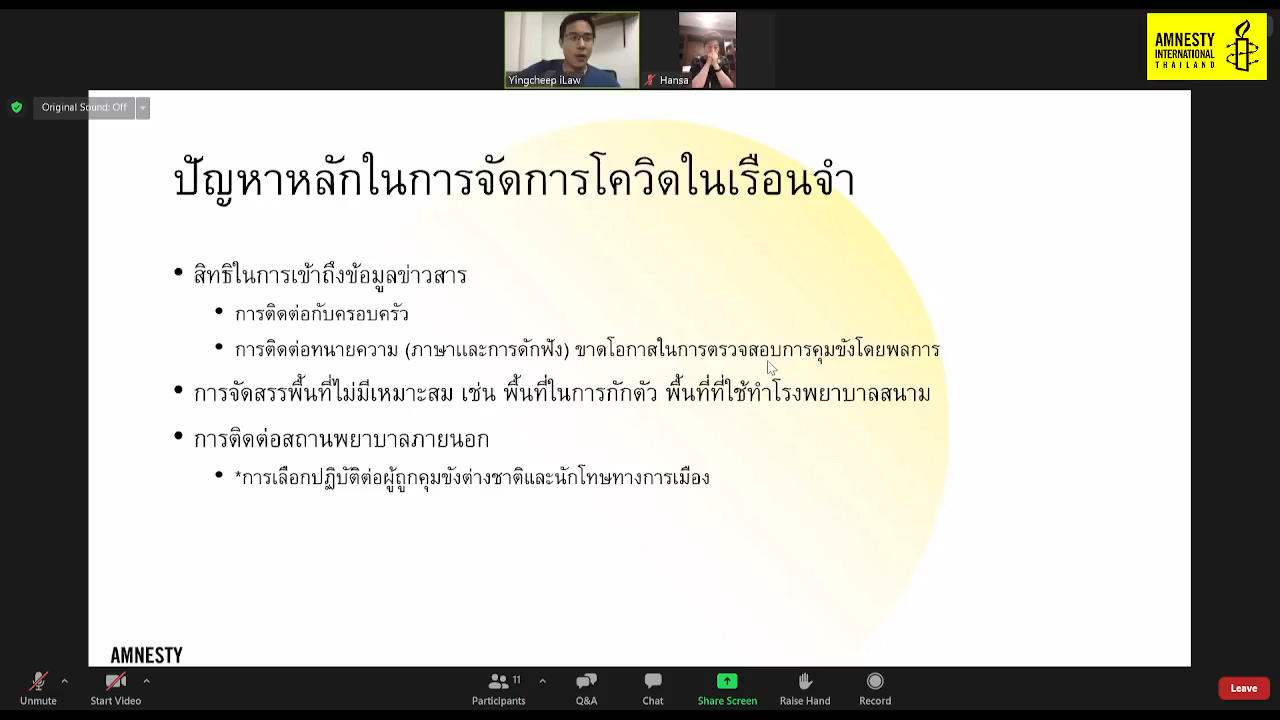 AMNESTY
INTERNATIONAL
THAILAND
Yingcheep iLaw
Hansa
Original Sound: Off
ปัญหาหลักในการจัดการโควิดในเรือนจำ
• สิทธิในการเข้าถึงข้อมูลข่าวสาร
• การติดต่อกับครอบครัว
• การติดต่อทนายความ (ภาษาและการดักฟัง) ขาดโอกาสในการตรวจสอบการคุมขังโดยพลการ
• การจัดสรรพื้นที่ไม่มีเหมาะสม เช่น พื้นที่ในการกักตัว พื้นที่ที่ใช้ทำโรงพยาบาลสนาม
• การติดต่อสถานพยาบาลภายนอก
• *การเลือกปฏิบัติต่อผู้ถูกคุมขังต่างชาติและนักโทษทางการเมือง
AMNESTY
Unmute
Start Video
Participants 11
Q&A
Chat
Share Screen
Raise Hand
Record
Leave